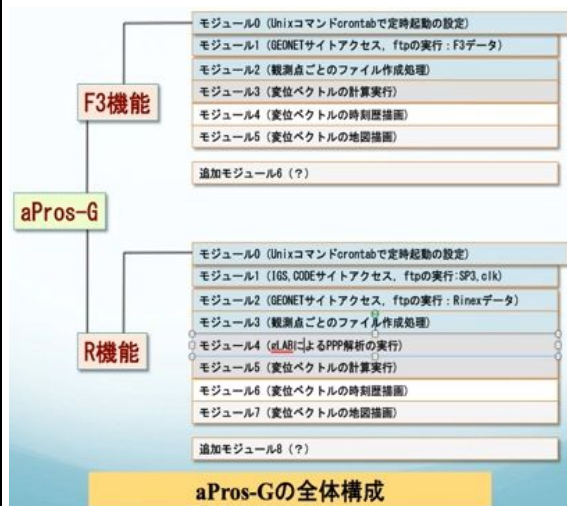 モジュール0（Unixコマンドcrontabで定時起動の設定）
モジュール1（GEONETサイトアクセス，ftpの実行：F3データ）
モジュール2（観測点ごとのファイル作成処理）
モジュール3（変位ベクトルの計算実行）
モジュール4（変位ベクトルの時刻歴描画）
モジュール5（変位ベクトルの地図描画）
追加モジュール6（？）
F3機能
aPros-G
モジュール0（Unixコマンドcrontabで定時起動の設定）
モジュール1（IGS,CODEサイトアクセス，ftpの実行:SP3,clk）
モジュール2（GEONETサイトアクセス，ftpの実行：Rinexデータ）
モジュール3（観測点ごとのファイル作成処理）
モジュール4（gLABによるPPP解析の実行）
モジュール5（変位ベクトルの計算実行）
モジュール6（変位ベクトルの時刻歴描画）
モジュール7（変位ベクトルの地図描画）
追加モジュール8（？）
R機能
aPros-Gの全体構成